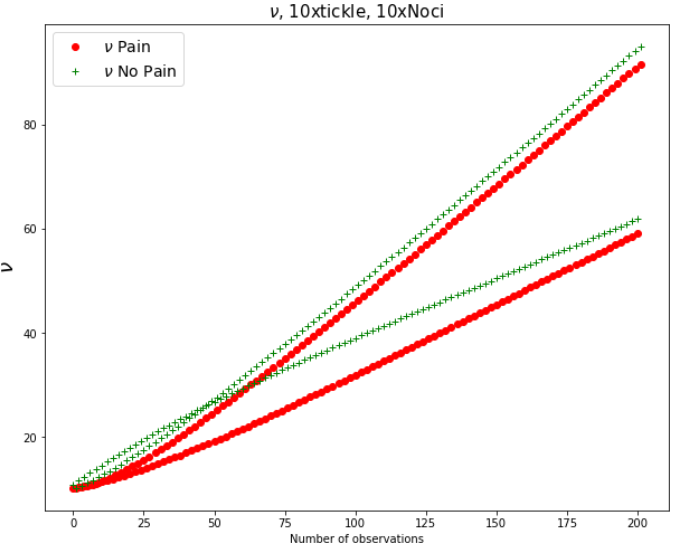 ν, 10xtickle, 10xNoci
ν Pain
ν No Pain
80
60
40
20
ν
0 25 50 75 100 125 150 175 200
Number of observations